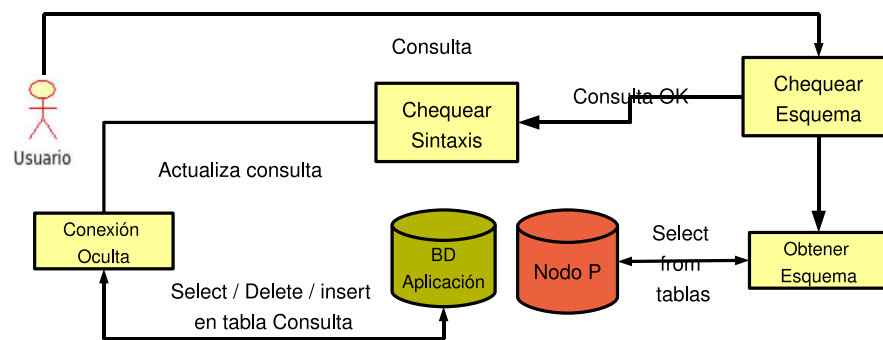 Consulta
Chequear
Esquema
Consulta OK
Chequear
Sintaxis
Usuario
Actualiza consulta
Conexión
Oculta
BD
Aplicación
Nodo P
Select
from
tablas
Obtener
Esquema
Select / Delete / insert
en tabla Consulta